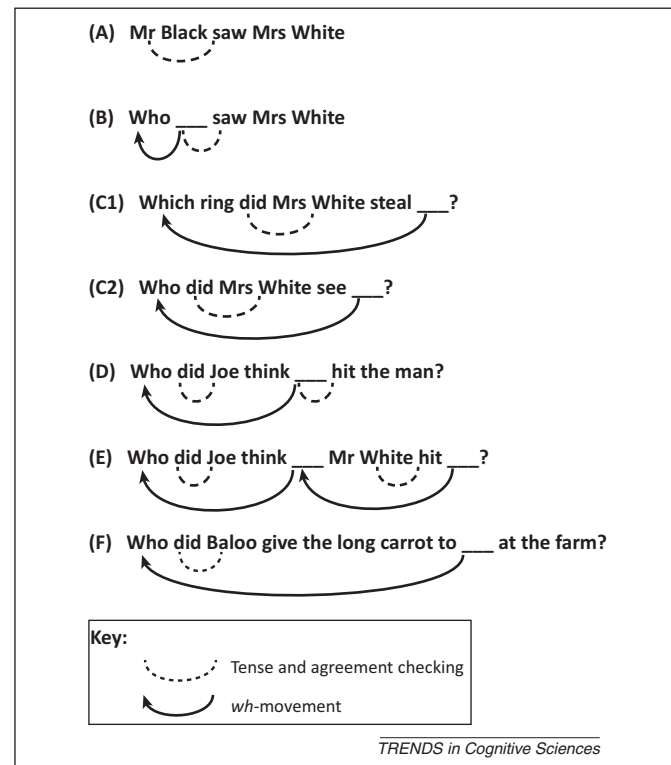 (A) Mr Black saw Mrs White
(B) Who ___ saw Mrs White
(C1) Which ring did Mrs White steal ___?
(C2) Who did Mrs White see ___?
(D) Who did Joe think ___ hit the man?
(E) Who did Joe think ___ Mr White hit ___?
(F) Who did Baloo give the long carrot to ___ at the farm?
Key:
Tense and agreement checking
wh-movement
TRENDS in Cognitive Sciences